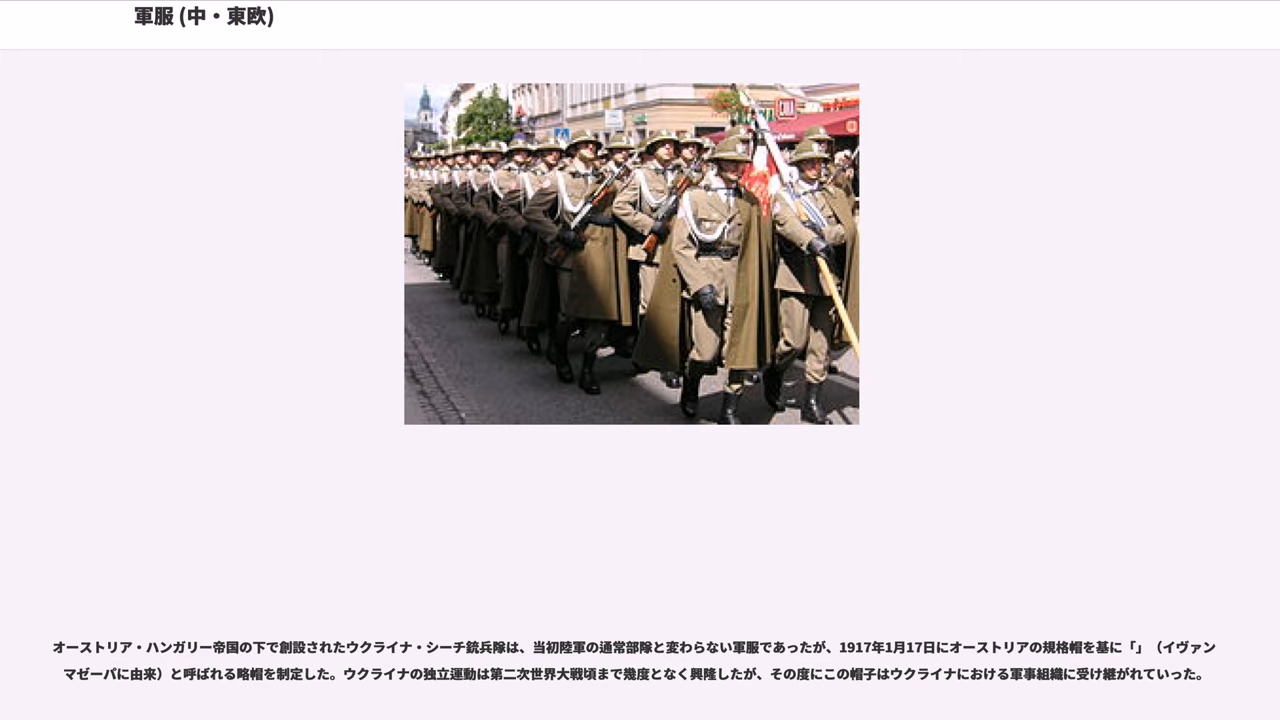 軍服 (中・東欧)
オーストリア・ハンガリー帝国の下で創設されたウクライナ・シーチ銃兵隊は、当初陸軍の通常部隊と変わらない軍服であったが、1917年1月17日にオーストリアの規格帽を基に「」（イヴァン
マゼーパに由来）と呼ばれる略帽を制定した。ウクライナの独立運動は第二次世界大戦頃まで幾度となく興隆したが、その度にこの帽子はウクライナにおける軍事組織に受け継がれていった。